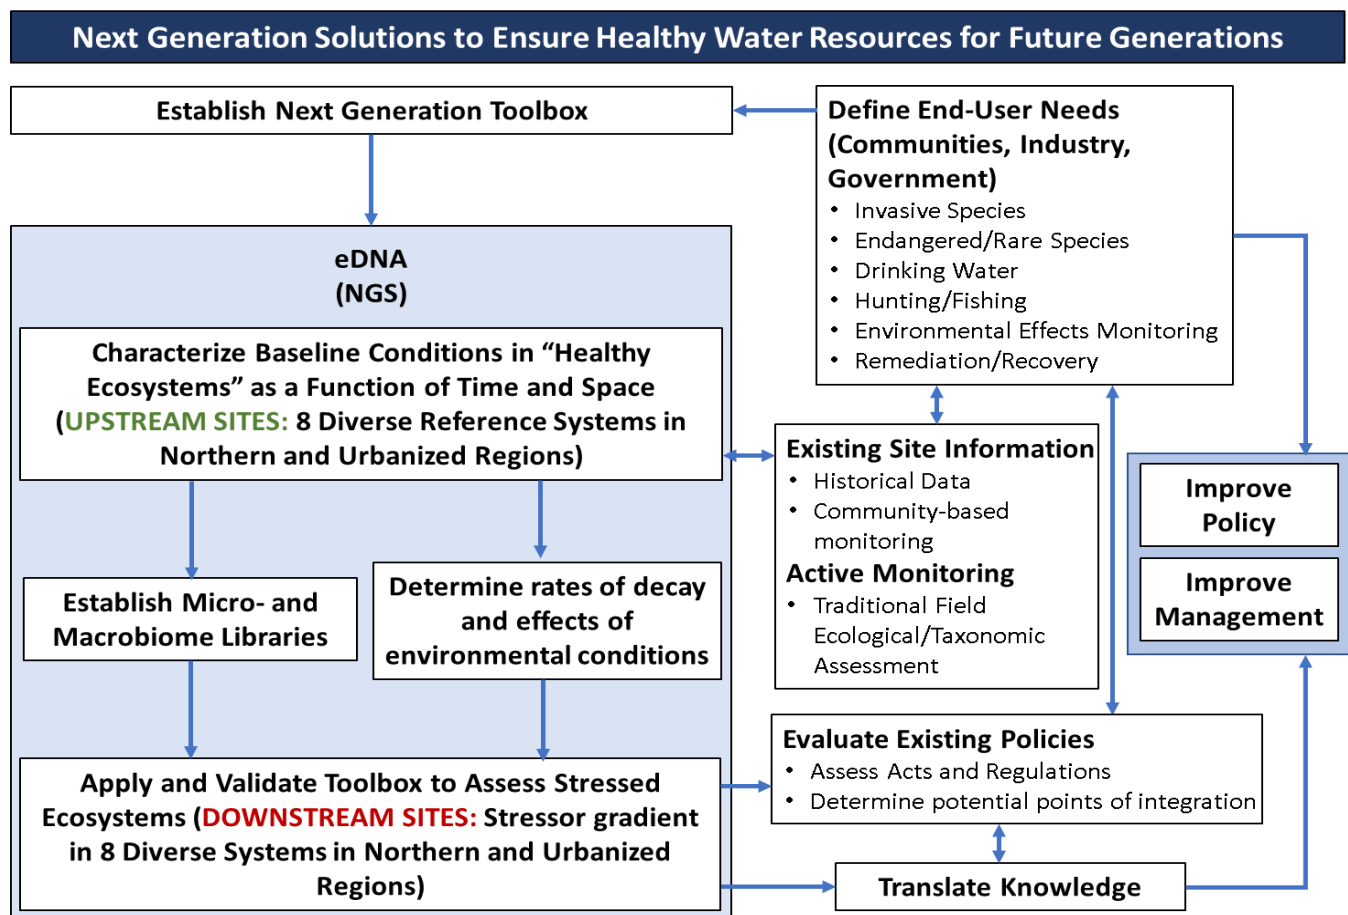 Next Generation Solutions to Ensure Healthy Water Resources for Future Generations
Establish Next Generation Toolbox
eDNA
(NGS)
Characterize Baseline Conditions in “Healthy
Ecosystems” as a Function of Time and Space
(UPSTREAM SITES: 8 Diverse Reference Systems in
Northern and Urbanized Regions)
Establish Micro- and
Macrobiome Libraries
Determine rates of decay
and effects of
environmental conditions
Apply and Validate Toolbox to Assess Stressed
Ecosystems (DOWNSTREAM SITES: Stressor gradient
in 8 Diverse Systems in Northern and Urbanized
Regions)
Define End-User Needs
(Communities, Industry,
Government)
• Invasive Species
• Endangered/Rare Species
• Drinking Water
• Hunting/Fishing
• Environmental Effects Monitoring
• Remediation/Recovery
Existing Site Information
• Historical Data
• Community-based
monitoring
Active Monitoring
• Traditional Field
Ecological/Taxonomic
Assessment
Evaluate Existing Policies
• Assess Acts and Regulations
• Determine potential points of integration
Translate Knowledge
Improve
Policy
Improve
Management